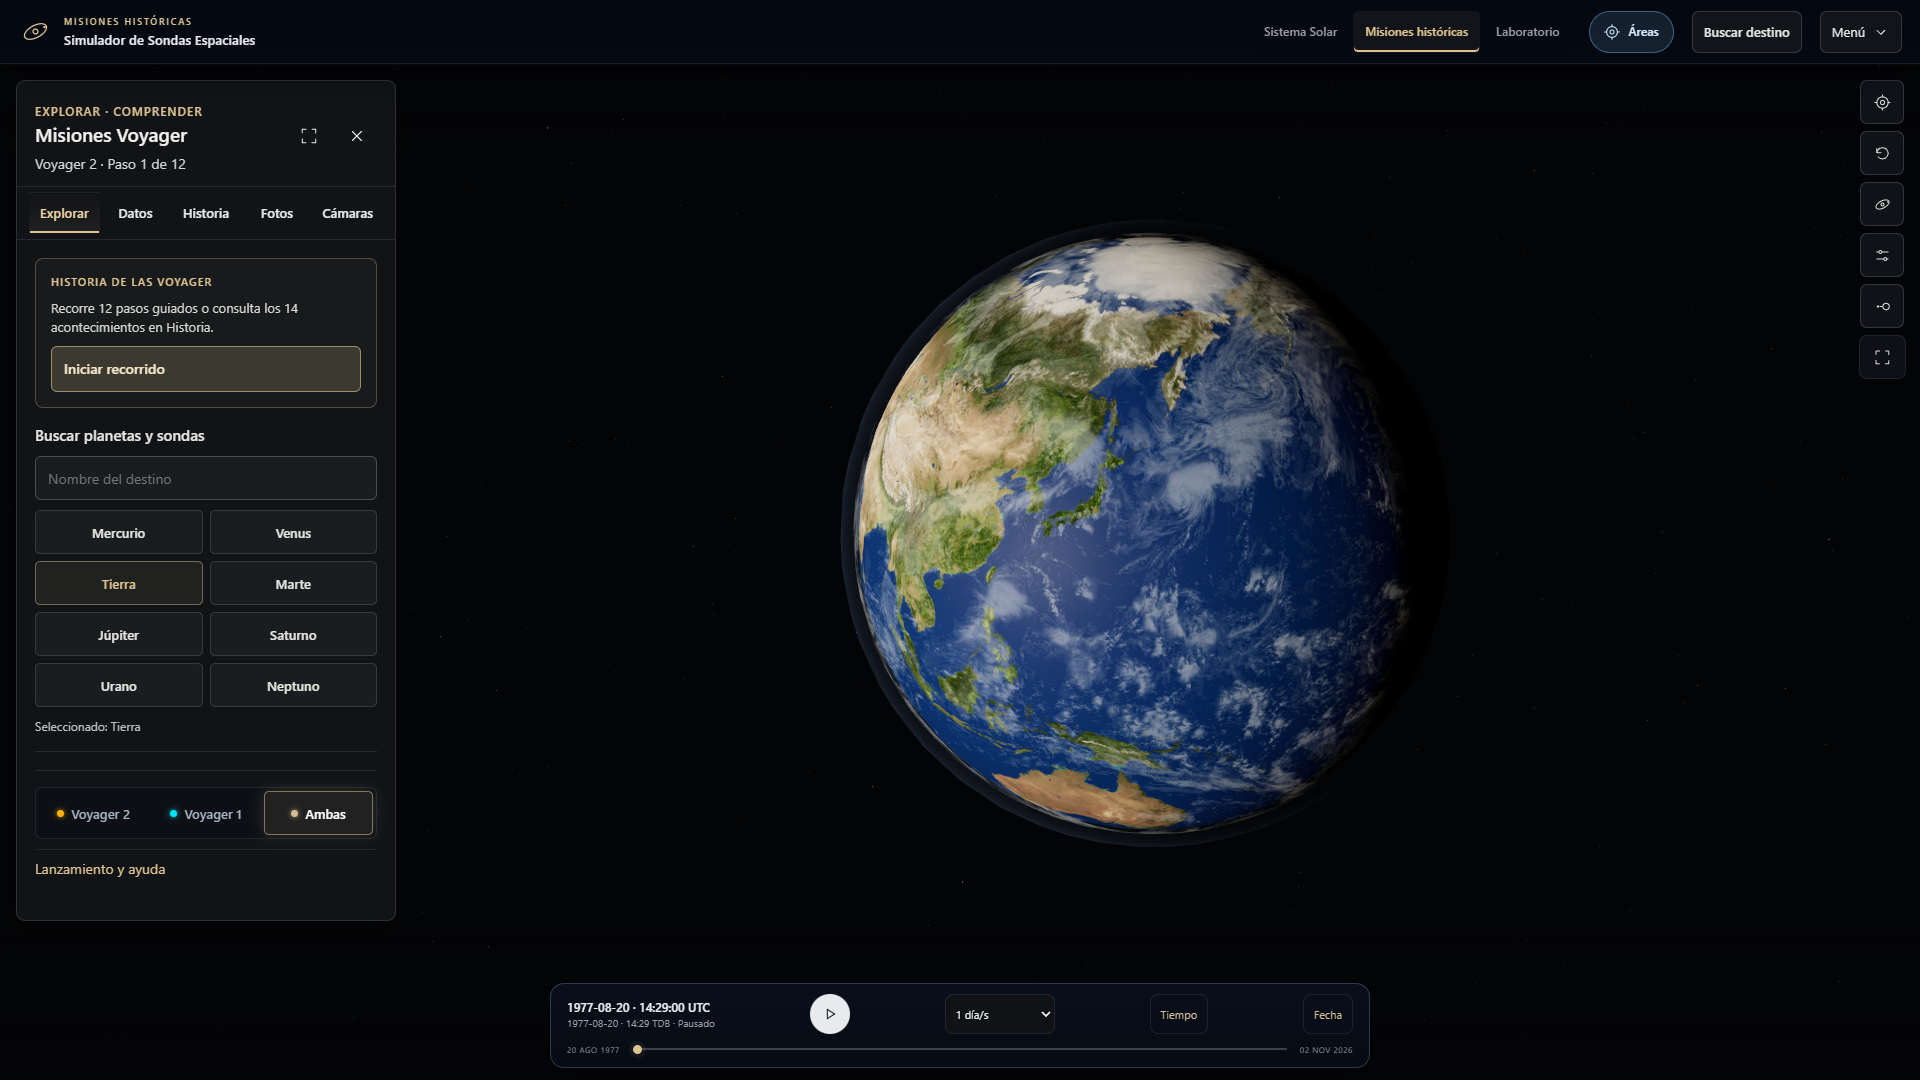 MISIONES HISTÓRICAS
Simulador de Sondas Espaciales
Sistema Solar
Misiones históricas
Laboratorio
Áreas
Buscar destino
Menú
EXPLORAR · COMPRENDER
Misiones Voyager
Voyager 2 · Paso 1 de 12
Explorar
Datos
Historia
Fotos
Cámaras
HISTORIA DE LAS VOYAGER
Recorre 12 pasos guiados o consulta los 14
acontecimientos en Historia.
Iniciar recorrido
Buscar planetas y sondas
Nombre del destino
Mercurio
Venus
Tierra
Marte
Júpiter
Saturno
Urano
Neptuno
Seleccionado: Tierra
Voyager 2
Voyager 1
Ambas
Lanzamiento y ayuda
1977-08-20 · 14:29:00 UTC
1977-08-20 · 14:29 TDB · Pausado
1 día/s
Tiempo
Fecha
20 AGO 1977
02 NOV 2026